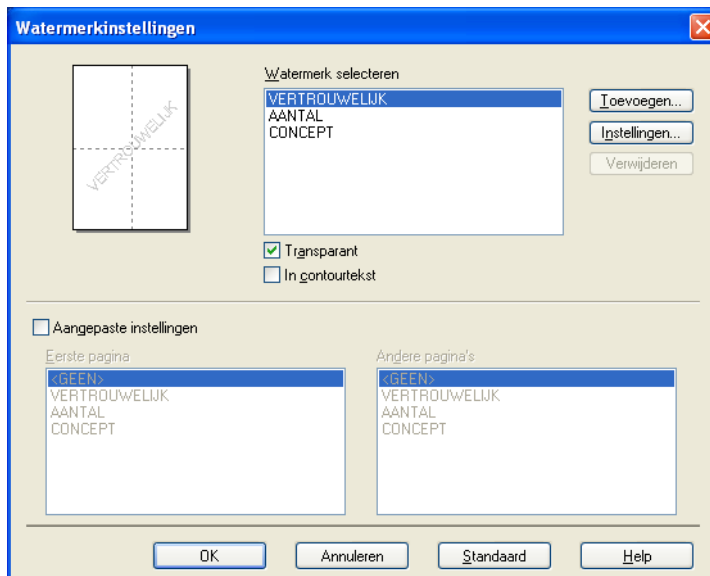 Watermerkinstellingen
VERTROUWELIJK
Watermerk selecteren
VERTROUWELIJK
AANTAL
CONCEPT
Toevoegen...
Instellingen...
Verwijderen
Transparant
In contourtekst
Aangepaste instellingen
Eerste pagina
<GEEN>
VERTROUWELIJK
AANTAL
CONCEPT
Andere pagina's
<GEEN>
VERTROUWELIJK
AANTAL
CONCEPT
OK
Annuleren
Standaard
Help